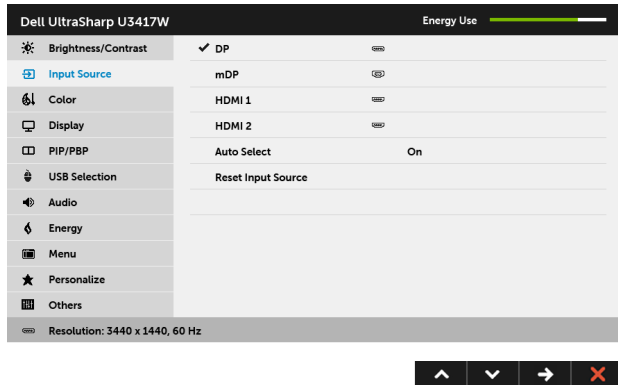 Dell UltraSharp U3417W
Energy Use
Brightness/Contrast
DP
Input Source
mDP
Color
HDMI 1
Display
HDMI 2
PIP/PBP
Auto Select On
USB Selection
Reset Input Source
Audio
Energy
Menu
Personalize
Others
Resolution: 3440 x 1440, 60 Hz